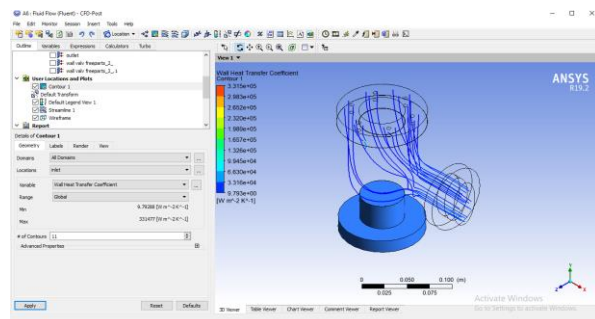 A6 : Fluid Flow (Fluent) - CFD-Post
File Edit Monitor Session Insert Tools Help
Location
Outline Variables Expressions Calculators Turbo
outlet
wall valv freeparts_2_
wall valv freeparts_2_ 1
User Locations and Plots
Contour 1
Default Transform
Default Legend View 1
Streamline 1
Wireframe
Report
Details of Contour 1
Geometry Labels Render View
Domains All Domains
Locations inlet
Variable Wall Heat Transfer Coefficient
Range Global
Min 9.79288 [W m^-2 K^-1]
Max 331477 [W m^-2 K^-1]
# of Contours 11
Advanced Properties
Apply Reset Defaults
View 1
Wall Heat Transfer Coefficient
Contour 1
3.315e+05
2.983e+05
2.652e+05
2.320e+05
1.989e+05
1.657e+05
1.326e+05
9.945e+04
6.630e+04
3.316e+04
9.793e+00
[W m^-2 K^-1]
ANSYS
R19.2
0 0.050 0.100 (m)
0.025 0.075
Activate Windows
Go to Settings to activate Windows.
3D Viewer Table Viewer Chart Viewer Comment Viewer Report Viewer